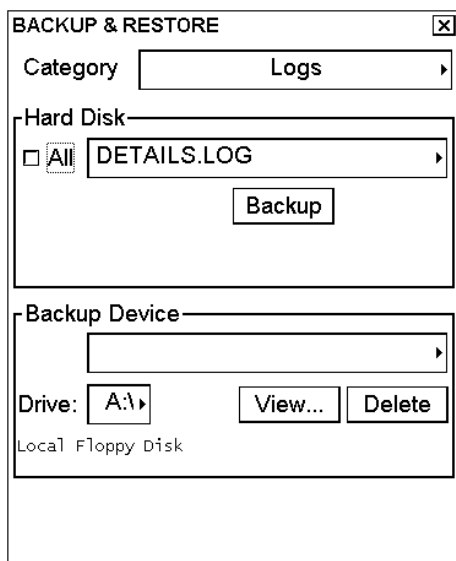 BACKUP & RESTORE
Category Logs
Hard Disk
All DETAILS.LOG
Backup
Backup Device
Drive: A:\ View... Delete
Local Floppy Disk